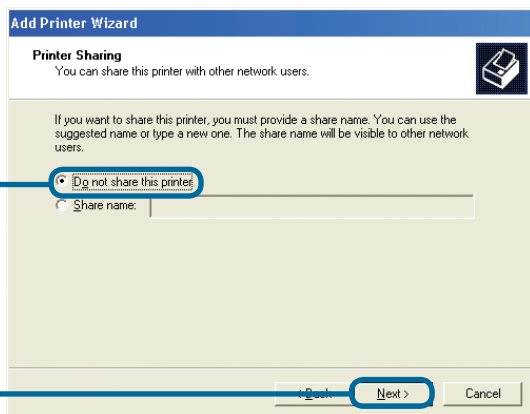 Add Printer Wizard
Printer Sharing
You can share this printer with other network users.
If you want to share this printer, you must provide a share name. You can use the
suggested name or type a new one. The share name will be visible to other network
users.
Do not share this printer
Share name:
< Back Next > Cancel